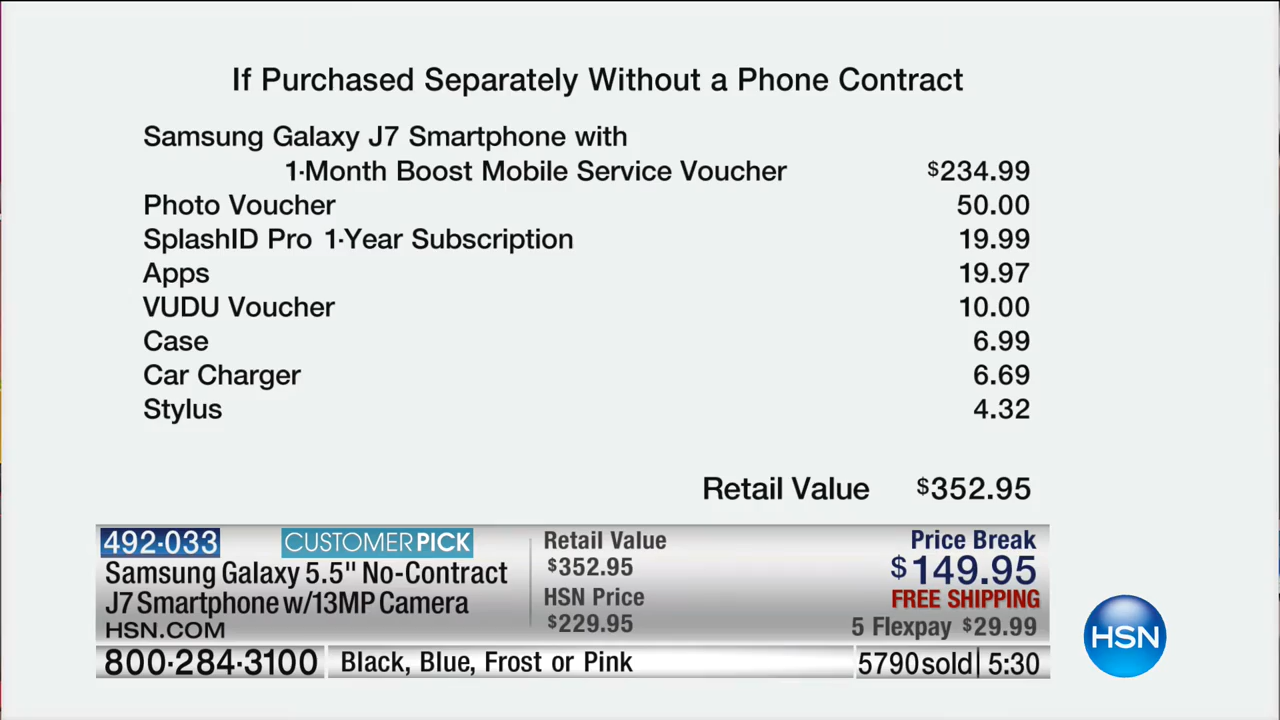 If Purchased Separately Without a Phone Contract
Samsung Galaxy J7 Smartphone with
1-Month Boost Mobile Service Voucher $234.99
Photo Voucher 50.00
SplashID Pro 1-Year Subscription 19.99
Apps 19.97
VUDU Voucher 10.00
Case 6.99
Car Charger 6.69
Stylus 4.32
Retail Value $352.95
492-033 CUSTOMERPICK
Samsung Galaxy 5.5" No-Contract
J7 Smartphone w/13MP Camera
HSN.COM
Retail Value
$352.95
HSN Price
$229.95
Price Break
$149.95
FREE SHIPPING
5 Flexpay $29.99
HSN
800-284-3100 Black, Blue, Frost or Pink 5790sold 5:30